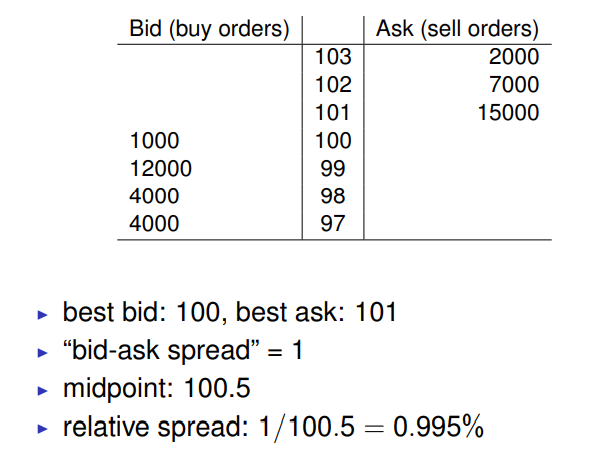 Bid (buy orders) Ask (sell orders)
103 2000
102 7000
101 15000
1000 100
12000 99
4000 98
4000 97
▶ best bid: 100, best ask: 101
▶ “bid-ask spread” = 1
▶ midpoint: 100.5
▶ relative spread: 1/100.5 = 0.995%